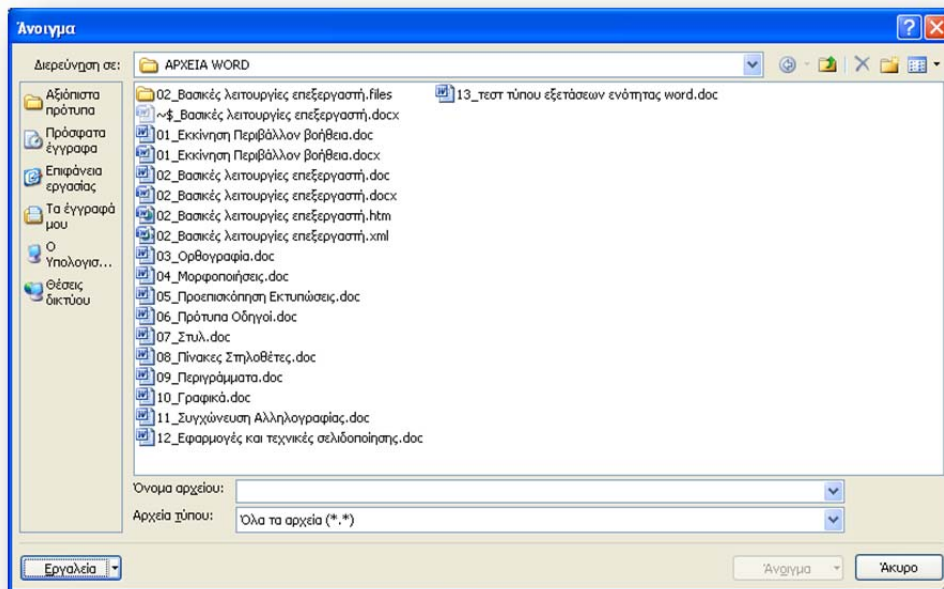 Άνοιγμα
Διερεύνηση σε:
ΑΡΧΕΙΑ WORD
Αξιόπιστα
πρότυπα
Πρόσφατα
έγγραφα
Επιφάνεια
εργασίας
Τα έγγραφά
μου
Ο
Υπολογισ...
Θέσεις
δικτύου
02_Βασικές λειτουργίες επεξεργαστή.files
~$_Βασικές λειτουργίες επεξεργαστή.docx
01_Εκκίνηση Περιβάλλον βοήθεια.doc
01_Εκκίνηση Περιβάλλον βοήθεια.docx
02_Βασικές λειτουργίες επεξεργαστή.doc
02_Βασικές λειτουργίες επεξεργαστή.docx
02_Βασικές λειτουργίες επεξεργαστή.htm
02_Βασικές λειτουργίες επεξεργαστή.xml
03_Ορθογραφία.doc
04_Μορφοποιήσεις.doc
05_Προεπισκόπηση Εκτυπώσεις.doc
06_Πρότυπα Οδηγοί.doc
07_Στυλ.doc
08_Πίνακες Στηλοθέτες.doc
09_Περιγράμματα.doc
10_Γραφικά.doc
11_Συγχώνευση Αλληλογραφίας.doc
12_Εφαρμογές και τεχνικές σελιδοποίησης.doc
13_τεστ τύπου εξετάσεων ενότητας word.doc
Όνομα αρχείου:
Αρχεία τύπου:
Όλα τα αρχεία (*.*)
Εργαλεία
Άνοιγμα
Άκυρο